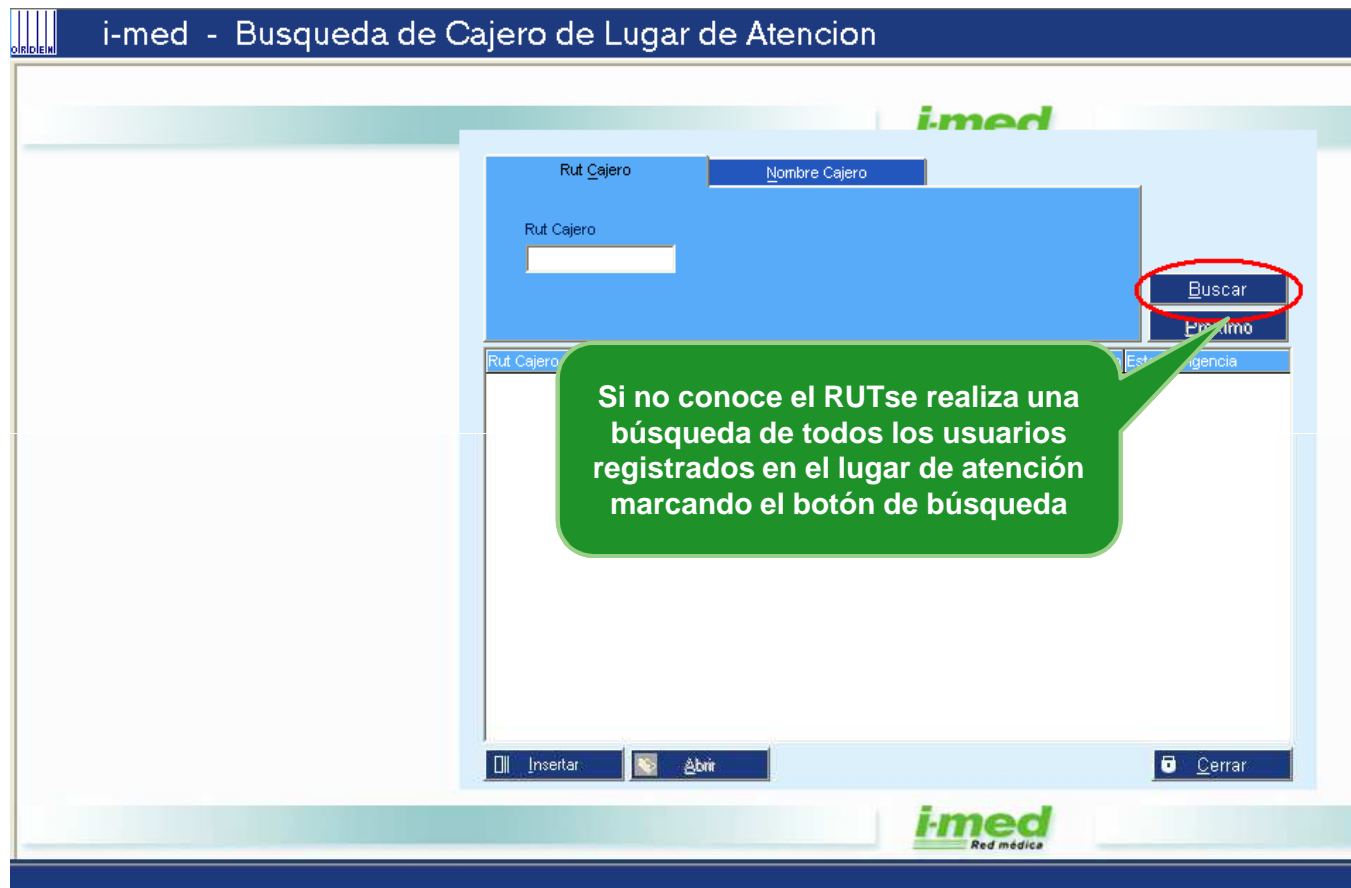 ORDEN
i-med - Busqueda de Cajero de Lugar de Atencion
i-med
Rut Cajero
Nombre Cajero
Rut Cajero
Buscar
Próximo
Rut Cajero
Si no conoce el RUTse realiza una
búsqueda de todos los usuarios
registrados en el lugar de atención
marcando el botón de búsqueda
Insertar
Abrir
Cerrar
i-med
Red médica